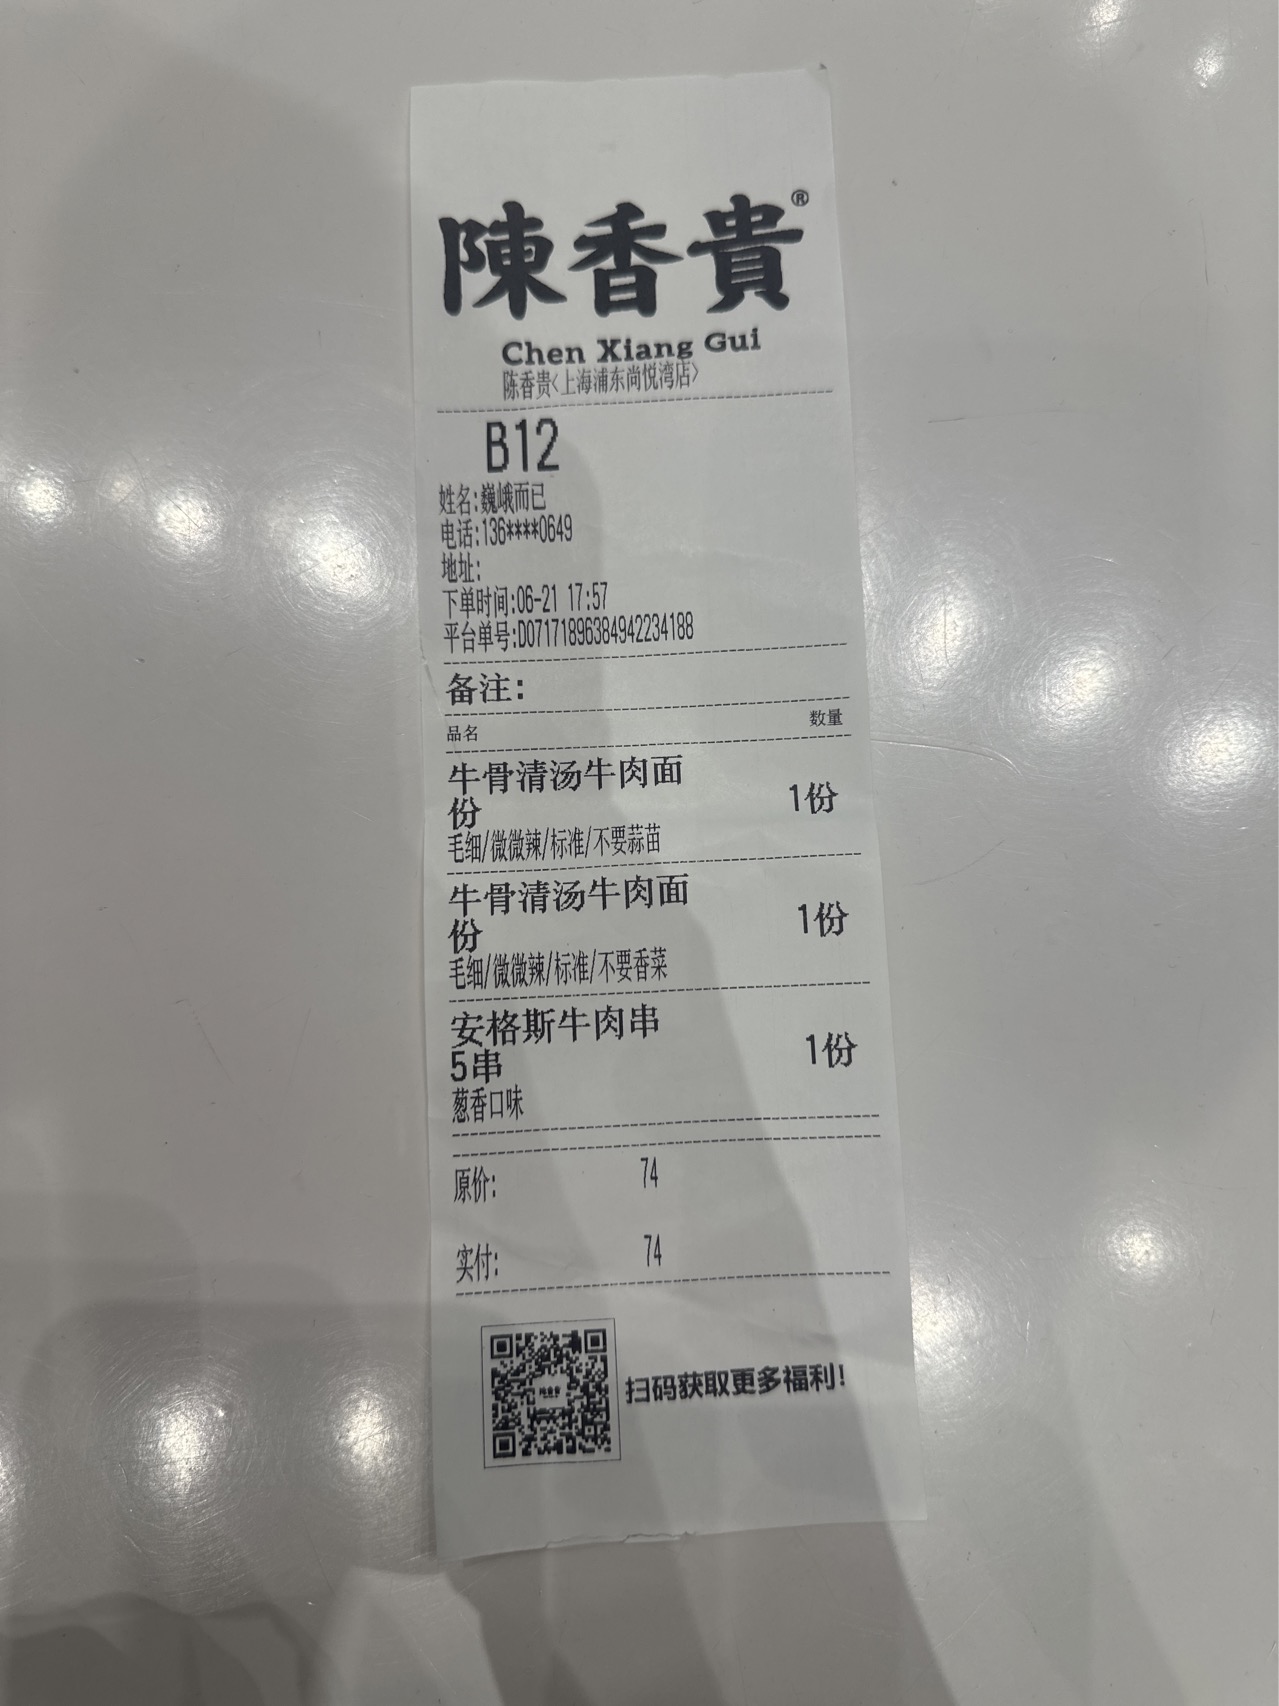 陳香貴®
Chen Xiang Gui
陈香贵<上海浦东尚悦湾店>
B12
姓名:巍峨而已
电话:136****0649
地址:
下单时间:06-21 17:57
平台单号:D07171896384942234188
备注:
品名 数量
牛骨清汤牛肉面
份 1份
毛细/微微辣/标准/不要蒜苗
牛骨清汤牛肉面
份 1份
毛细/微微辣/标准/不要香菜
安格斯牛肉串
5串 1份
葱香口味
原价: 74
实付: 74
扫码获取更多福利!